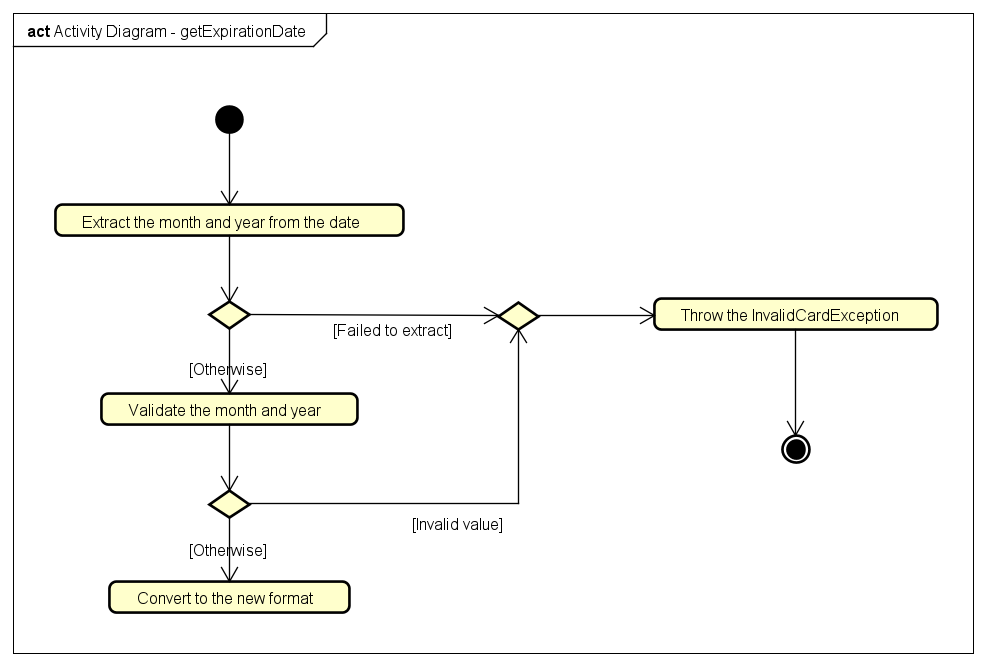 act Activity Diagram - getExpirationDate
Extract the month and year from the date
[Failed to extract]
Throw the InvalidCardException
[Otherwise]
Validate the month and year
[Invalid value]
[Otherwise]
Convert to the new format